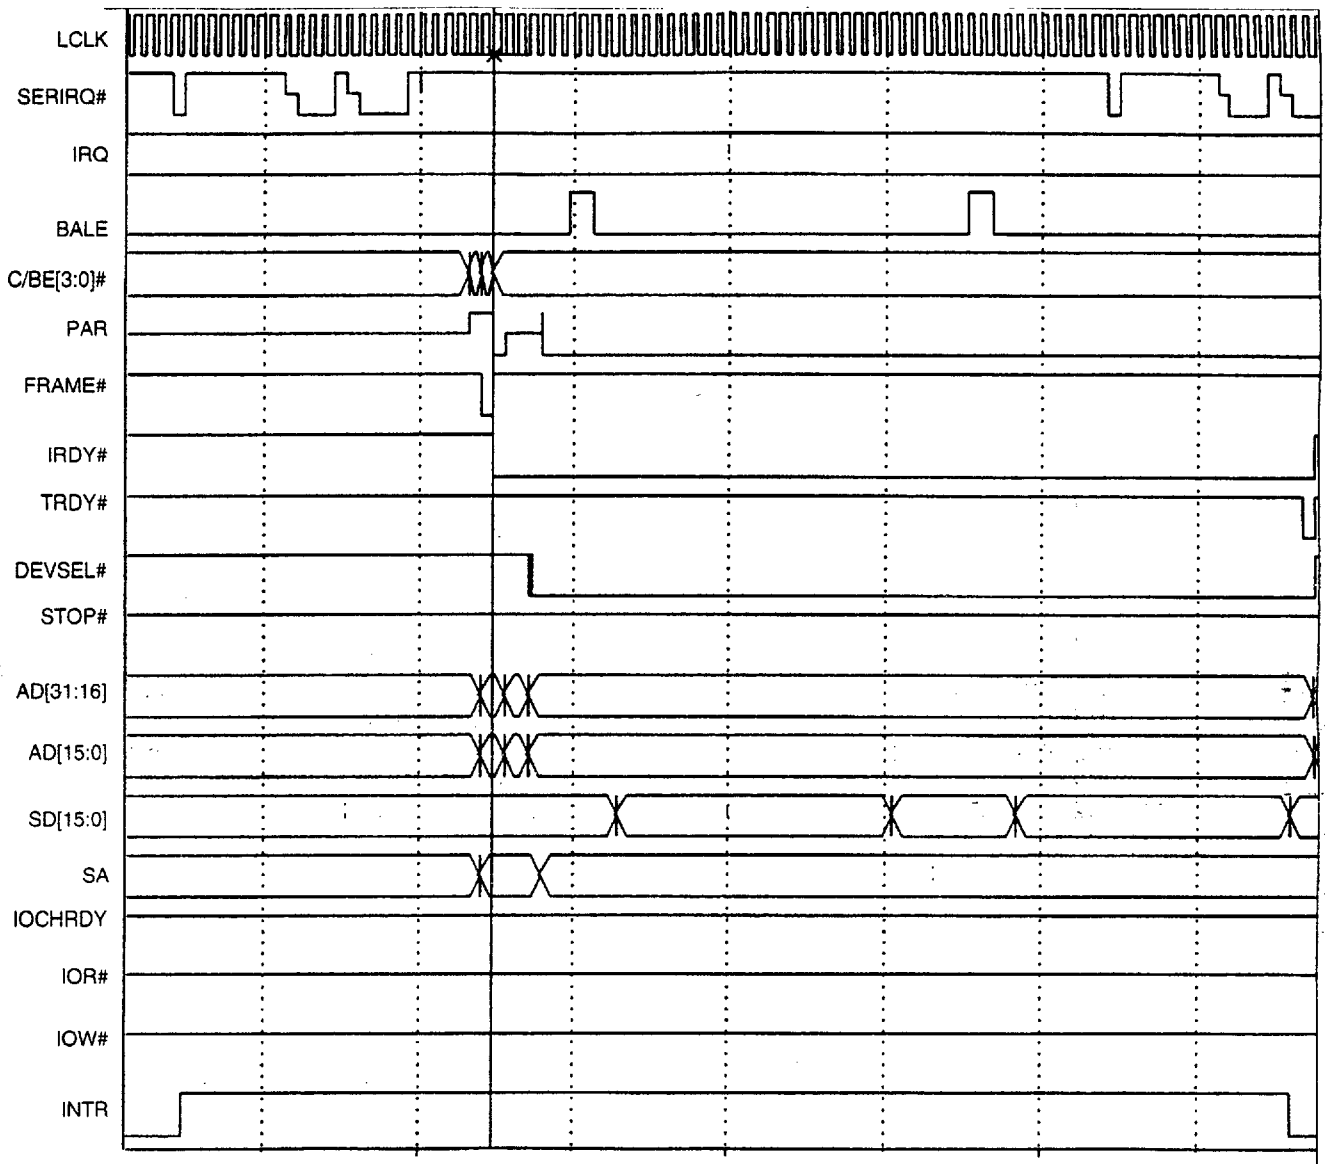 LCLK
SERIRQ#
IRQ
BALE
C/BE[3:0]#
PAR
FRAME#
IRDY#
TRDY#
DEVSEL#
STOP#
AD[31:16]
AD[15:0]
SD[15:0]
SA
IOCHRDY
IOR#
IOW#
INTR